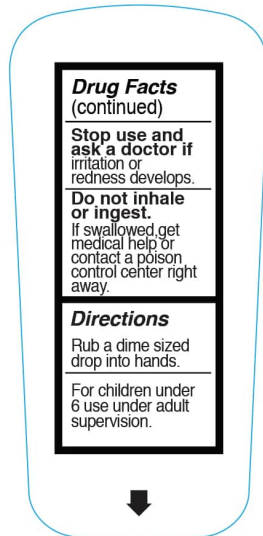 Drug Facts
(continued)
Stop use and
ask a doctor if
irritation or
redness develops.
Do not inhale
or ingest.
If swallowed,get
medical help or
contact a poison
control center right
away.
Directions
Rub a dime sized
drop into hands.
For children under
6 use under adult
supervision.